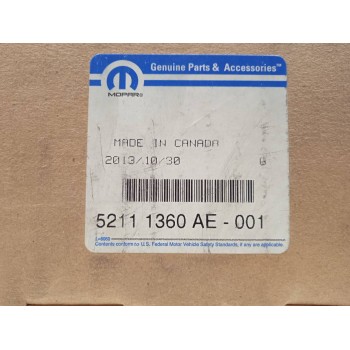 Genuine Parts & Accessories™
MOPAR®
MADE IN CANADA
2013/10/30 G
5211 1360 AE - 001
Contents conform to U.S. Federal Motor Vehicle Safety Standards, if any are applicable.